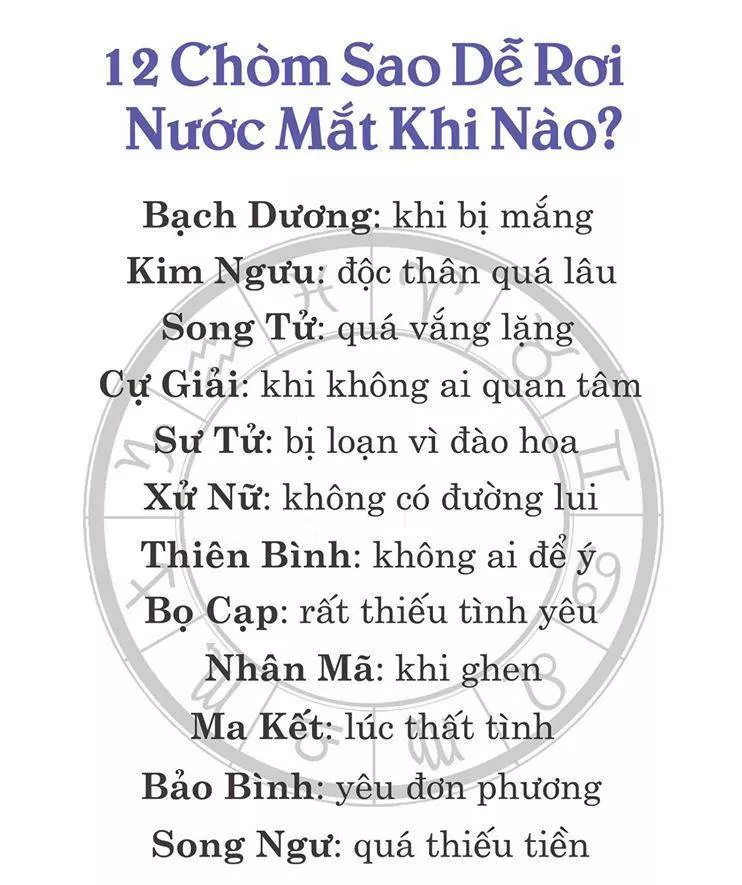 12 Chòm Sao Dễ Rơi
Nước Mắt Khi Nào?
Bạch Dương: khi bị mắng
Kim Ngưu: độc thân quá lâu
Song Tử: quá vắng lặng
Cự Giải: khi không ai quan tâm
Sư Tử: bị loạn vì đào hoa
Xử Nữ: không có đường lui
Thiên Bình: không ai để ý
Bọ Cạp: rất thiếu tình yêu
Nhân Mã: khi ghen
Ma Kết: lúc thất tình
Bảo Bình: yêu đơn phương
Song Ngư: quá thiếu tiền